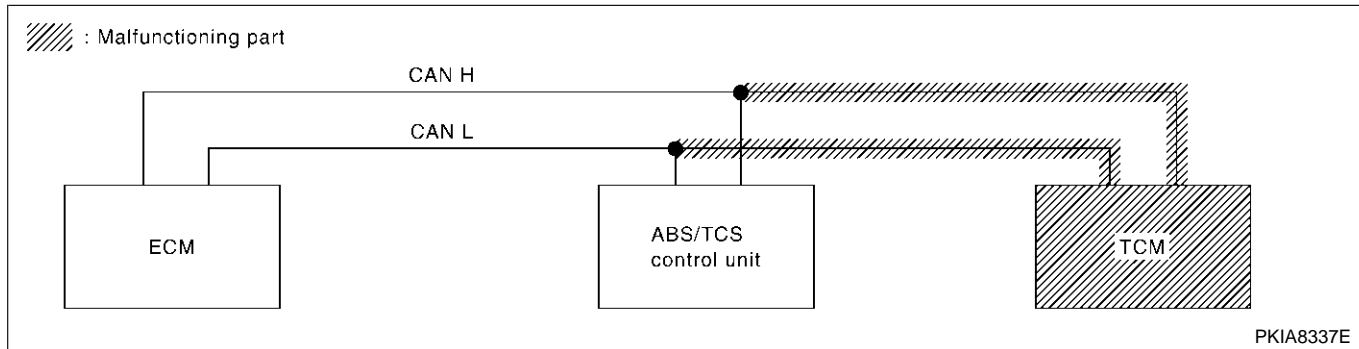 : Malfunctioning part
CAN H
CAN L
ECM
ABS/TCS
control unit
TCM
PKIA8337E